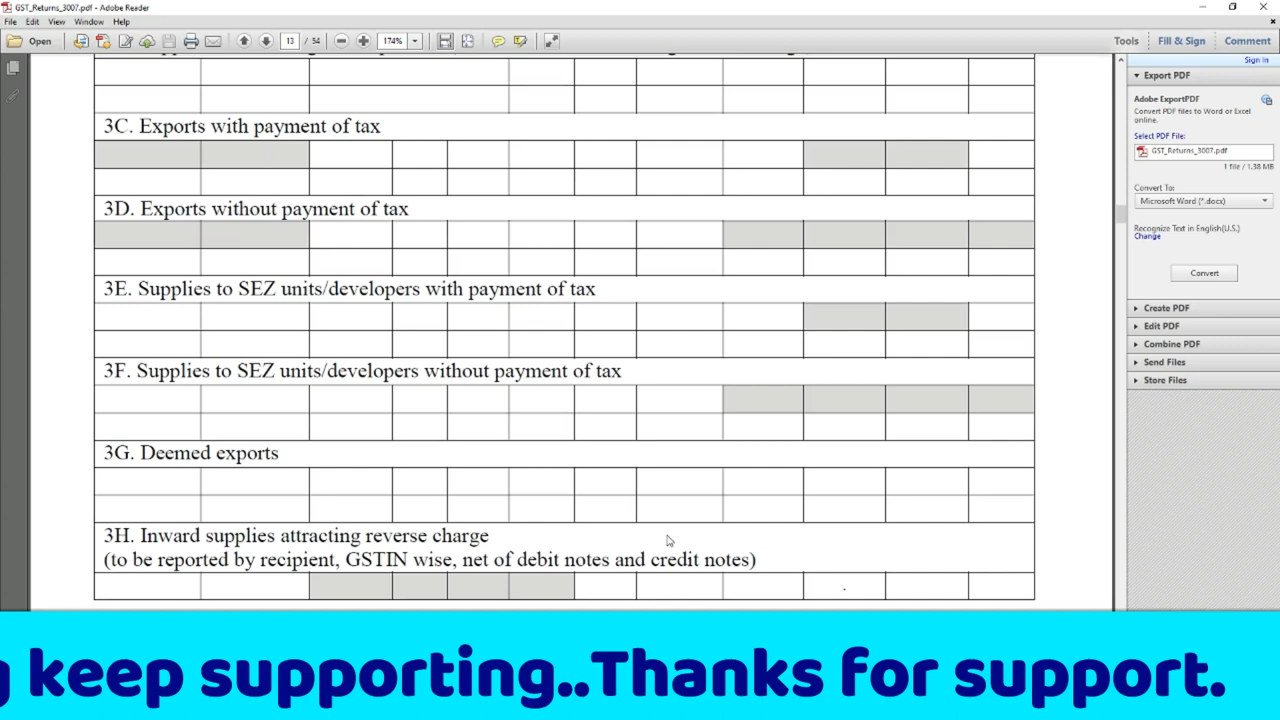 GST_Returns_3007.pdf - Adobe Reader
File Edit View Window Help
Open 13 / 54 174% Tools Fill & Sign Comment
Sign In
Export PDF
Adobe ExportPDF
Convert PDF files to Word or Excel
online.
Select PDF File:
GST_Returns_3007.pdf
1 file / 1.38 MB
Convert To:
Microsoft Word (*.docx)
Recognize Text in English(U.S.)
Change
Convert
Create PDF
Edit PDF
Combine PDF
Send Files
Store Files
3C. Exports with payment of tax
3D. Exports without payment of tax
3E. Supplies to SEZ units/developers with payment of tax
3F. Supplies to SEZ units/developers without payment of tax
3G. Deemed exports
3H. Inward supplies attracting reverse charge
(to be reported by recipient, GSTIN wise, net of debit notes and credit notes)
g keep supporting..Thanks for support.